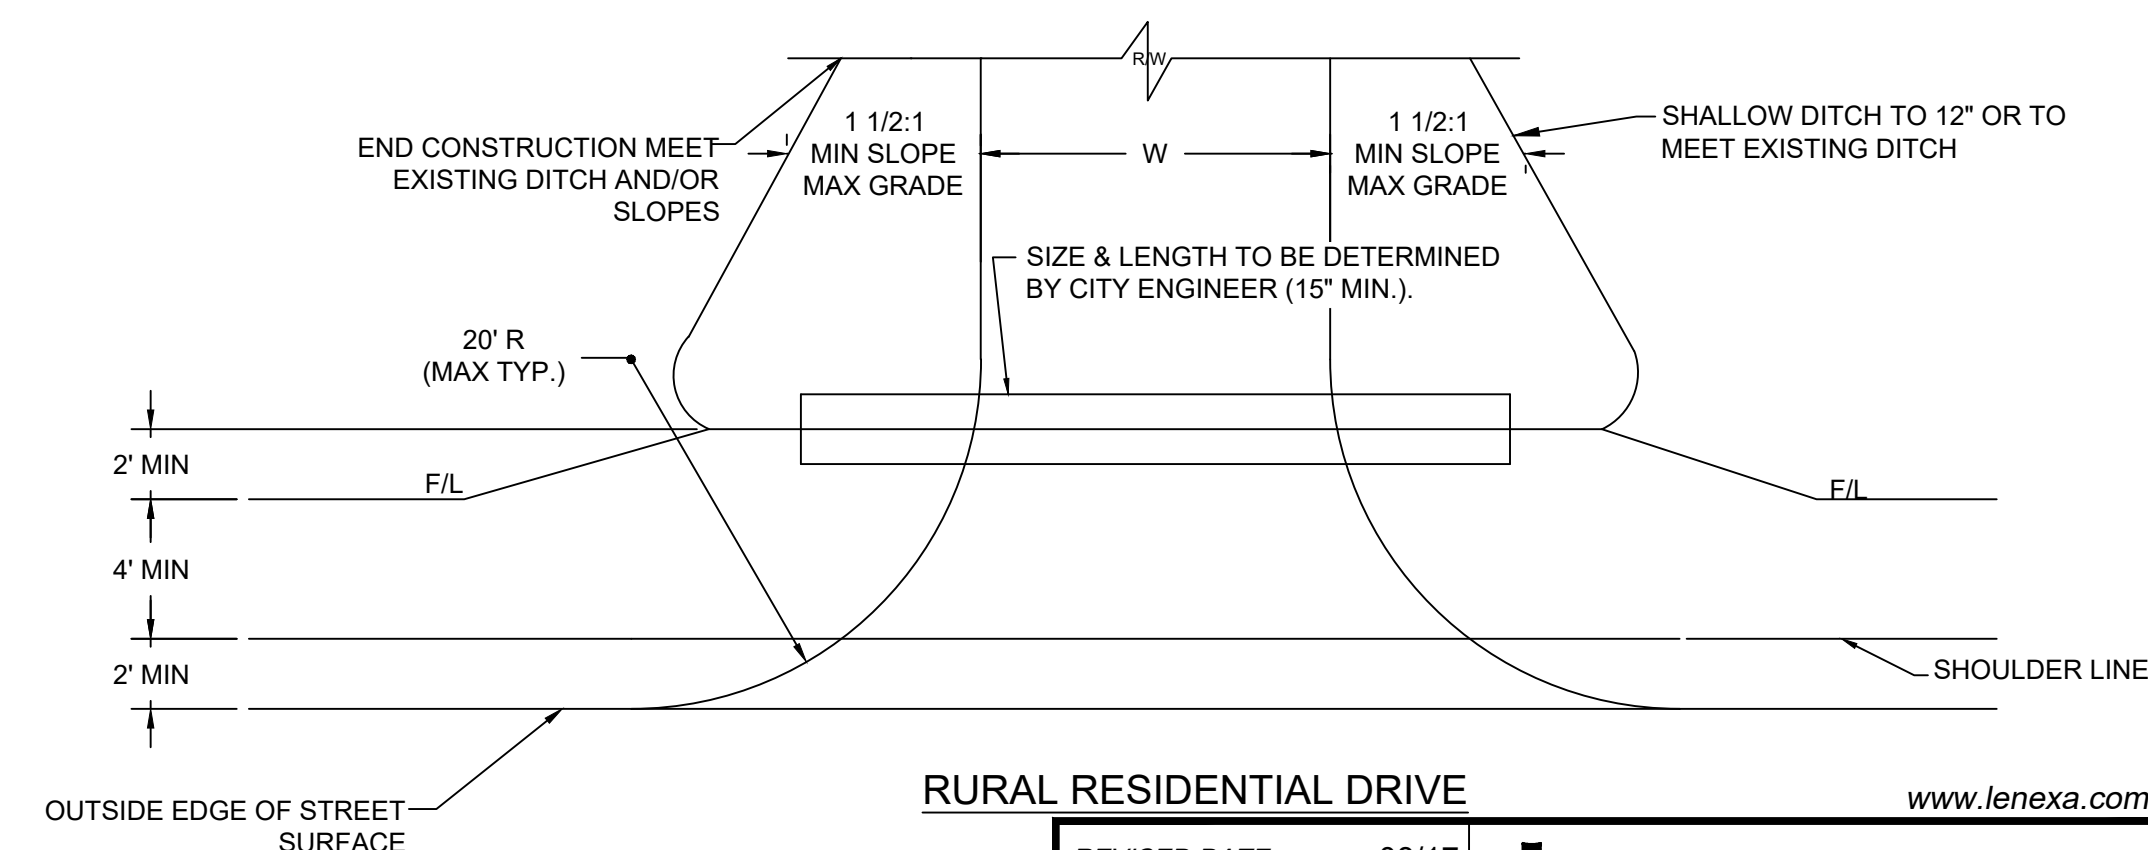 R/W
1 1/2:1
MIN SLOPE
MAX GRADE
W
1 1/2:1
MIN SLOPE
MAX GRADE
SHALLOW DITCH TO 12" OR TO
MEET EXISTING DITCH
END CONSTRUCTION MEET
EXISTING DITCH AND/OR
SLOPES
SIZE & LENGTH TO BE DETERMINED
BY CITY ENGINEER (15" MIN.).
20' R
(MAX TYP.)
2' MIN
F/L
F/L
4' MIN
2' MIN
SHOULDER LINE
OUTSIDE EDGE OF STREET
SURFACE
RURAL RESIDENTIAL DRIVE
www.lenexa.com
REVISED DATE